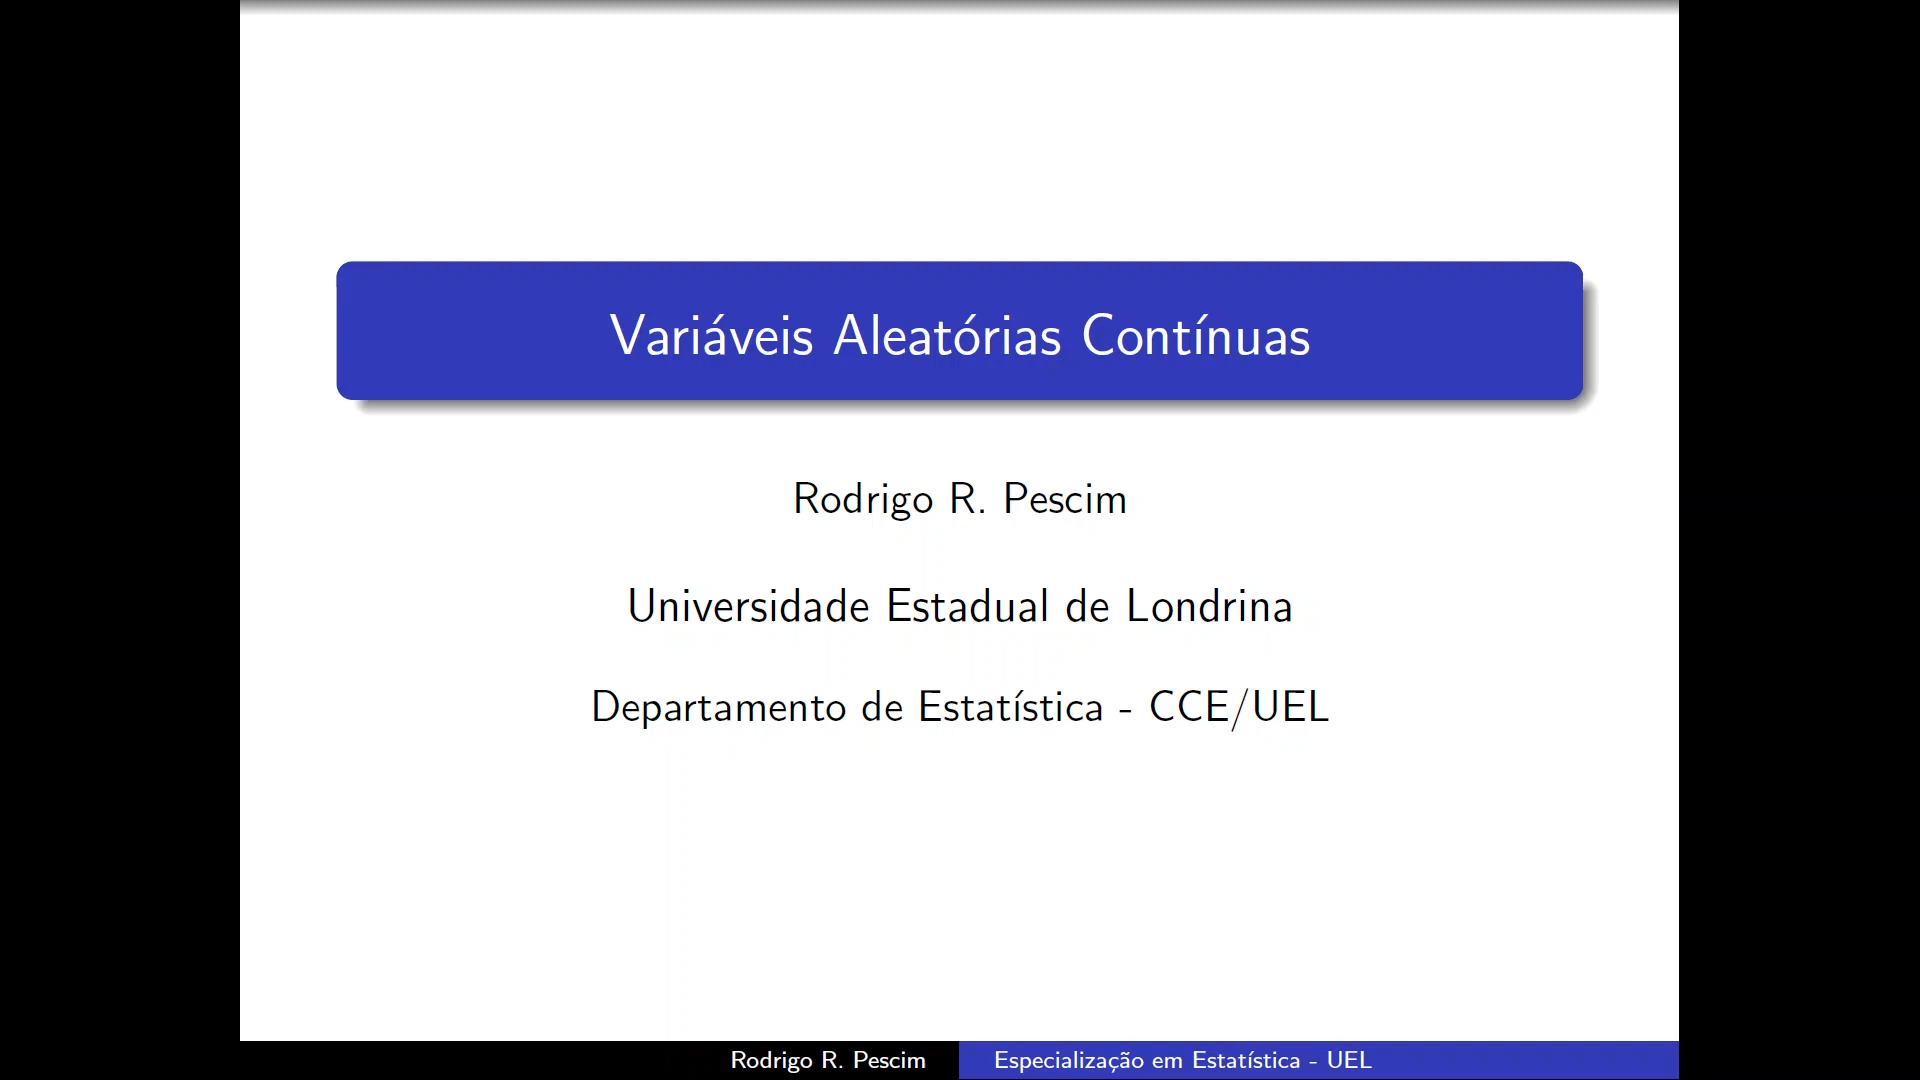 Variáveis Aleatórias Contínuas
Rodrigo R. Pescim
Universidade Estadual de Londrina
Departamento de Estatística - CCE/UEL
Rodrigo R. Pescim
Especialização em Estatística - UEL